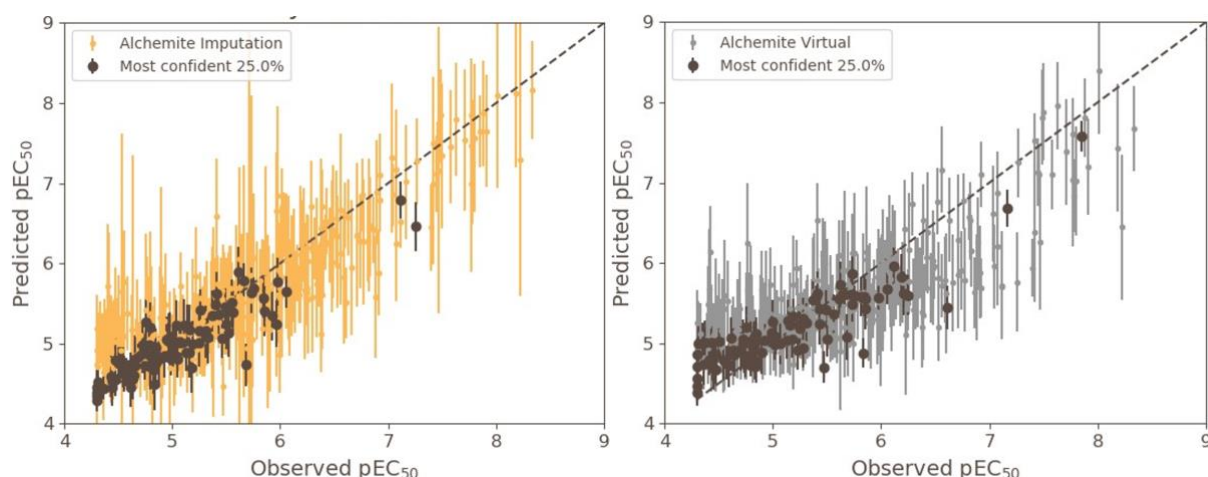 9
8
7
6
5
4
Predicted pEC₅₀
Alchemite Imputation
Most confident 25.0%
4 5 6 7 8 9
Observed pEC₅₀
9
8
7
6
5
4
Predicted pEC₅₀
Alchemite Virtual
Most confident 25.0%
4 5 6 7 8 9
Observed pEC₅₀